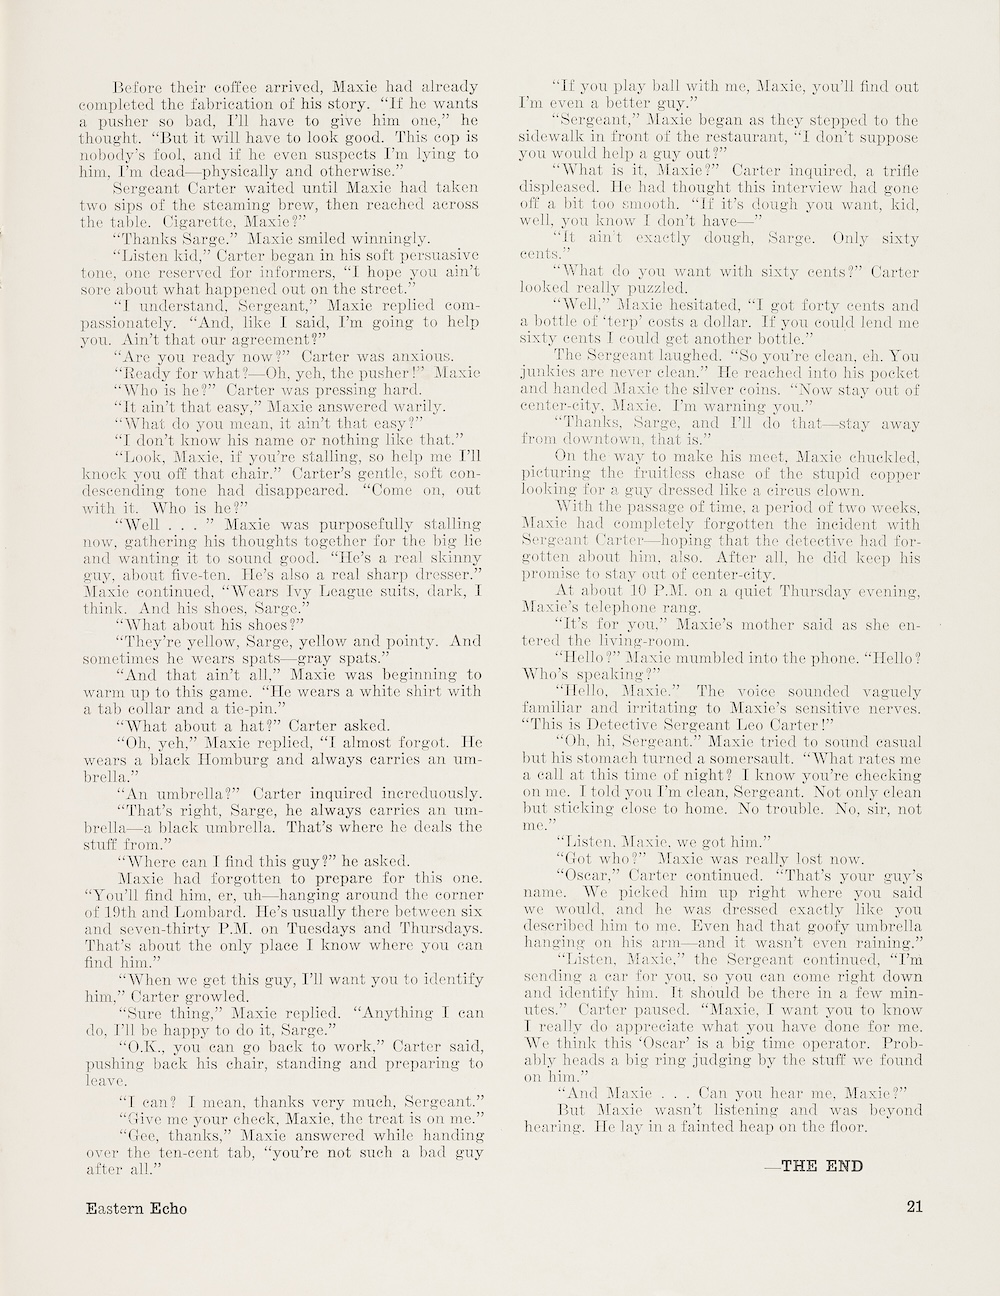 Before their coffee arrived, Maxie had already
completed the fabrication of his story. “If he wants
a pusher so bad, I’ll have to give him one,” he
thought. “But it will have to look good. This cop is
nobody’s fool, and if he even suspects I’m lying to
him, I’m dead—physically and otherwise.”
Sergeant Carter waited until Maxie had taken
two sips of the steaming brew, then reached across
the table. Cigarette, Maxie?”
“Thanks Sarge.” Maxie smiled winningly.
“Listen kid,” Carter began in his soft persuasive
tone, one reserved for informers, “I hope you ain’t
sore about what happened out on the street.”
“I understand, Sergeant,” Maxie replied com-
passionately. “And, like I said, I’m going to help
you. Ain’t that our agreement?”
“Are you ready now?” Carter was anxious.
“Ready for what?—Oh, yeh, the pusher!” Maxie
“Who is he?” Carter was pressing hard.
“It ain’t that easy,” Maxie answered warily.
“What do you mean, it ain’t that easy?”
“I don’t know his name or nothing like that.”
“Look, Maxie, if you’re stalling, so help me I’ll
knock you off that chair.” Carter’s gentle, soft con-
descending tone had disappeared. “Come on, out
with it. Who is he?”
“Well . . . ” Maxie was purposefully stalling
now, gathering his thoughts together for the big lie
and wanting it to sound good. “He’s a real skinny
guy, about five-ten. He’s also a real sharp dresser.”
Maxie continued, “Wears Ivy League suits, dark, I
think. And his shoes, Sarge.”
“What about his shoes?”
“They’re yellow, Sarge, yellow and pointy. And
sometimes he wears spats—gray spats.”
“And that ain’t all,” Maxie was beginning to
warm up to this game. “He wears a white shirt with
a tab collar and a tie-pin.”
“What about a hat?” Carter asked.
“Oh, yeh,” Maxie replied, “I almost forgot. He
wears a black Homburg and always carries an um-
brella.”
“An umbrella?” Carter inquired increduously.
“That’s right, Sarge, he always carries an um-
brella—a black umbrella. That’s where he deals the
stuff from.”
“Where can I find this guy?” he asked.
Maxie had forgotten to prepare for this one.
“You’ll find him, er, uh—hanging around the corner
of 19th and Lombard. He’s usually there between six
and seven-thirty P.M. on Tuesdays and Thursdays.
That’s about the only place I know where you can
find him.”
“When we get this guy, I’ll want you to identify
him,” Carter growled.
“Sure thing,” Maxie replied. “Anything I can
do, I’ll be happy to do it, Sarge.”
“O.K., you can go back to work,” Carter said,
pushing back his chair, standing and preparing to
leave.
“I can? I mean, thanks very much, Sergeant.”
“Give me your check, Maxie, the treat is on me.”
“Gee, thanks,” Maxie answered while handing
over the ten-cent tab, “you’re not such a bad guy
after all.”
“If you play ball with me, Maxie, you’ll find out
I’m even a better guy.”
“Sergeant,” Maxie began as they stepped to the
sidewalk in front of the restaurant, “I don’t suppose
you would help a guy out?”
“What is it, Maxie?” Carter inquired, a trifle
displeased. He had thought this interview had gone
off a bit too smooth. “If it’s dough you want, kid,
well, you know I don’t have—”
“It ain’t exactly dough, Sarge. Only sixty
cents.”
“What do you want with sixty cents?” Carter
looked really puzzled.
“Well,” Maxie hesitated, “I got forty cents and
a bottle of ‘terp’ costs a dollar. If you could lend me
sixty cents I could get another bottle.”
The Sergeant laughed. “So you’re clean, eh. You
junkies are never clean.” He reached into his pocket
and handed Maxie the silver coins. “Now stay out of
center-city, Maxie. I’m warning you.”
“Thanks, Sarge, and I’ll do that—stay away
from downtown, that is.”
On the way to make his meet, Maxie chuckled,
picturing the fruitless chase of the stupid copper
looking for a guy dressed like a circus clown.
With the passage of time, a period of two weeks,
Maxie had completely forgotten the incident with
Sergeant Carter—hoping that the detective had for-
gotten about him, also. After all, he did keep his
promise to stay out of center-city.
At about 10 P.M. on a quiet Thursday evening,
Maxie’s telephone rang.
“It’s for you,” Maxie’s mother said as she en-
tered the living-room.
“Hello?” Maxie mumbled into the phone. “Hello?
Who’s speaking?”
“Hello, Maxie.” The voice sounded vaguely
familiar and irritating to Maxie’s sensitive nerves.
“This is Detective Sergeant Leo Carter!”
“Oh, hi, Sergeant.” Maxie tried to sound casual
but his stomach turned a somersault. “What rates me
a call at this time of night? I know you’re checking
on me. I told you I’m clean, Sergeant. Not only clean
but sticking close to home. No trouble. No, sir, not
me.”
“Listen, Maxie, we got him.”
“Got who?” Maxie was really lost now.
“Oscar,” Carter continued. “That’s your guy’s
name. We picked him up right where you said
we would, and he was dressed exactly like you
described him to me. Even had that goofy umbrella
hanging on his arm—and it wasn’t even raining.”
“Listen, Maxie,” the Sergeant continued, “I’m
sending a car for you, so you can come right down
and identify him. It should be there in a few min-
utes.” Carter paused. “Maxie, I want you to know
I really do appreciate what you have done for me.
We think this ‘Oscar’ is a big time operator. Prob-
ably heads a big ring judging by the stuff we found
on him.”
“And Maxie . . . Can you hear me, Maxie?”
But Maxie wasn’t listening and was beyond
hearing. He lay in a fainted heap on the floor.
—THE END
Eastern Echo
21